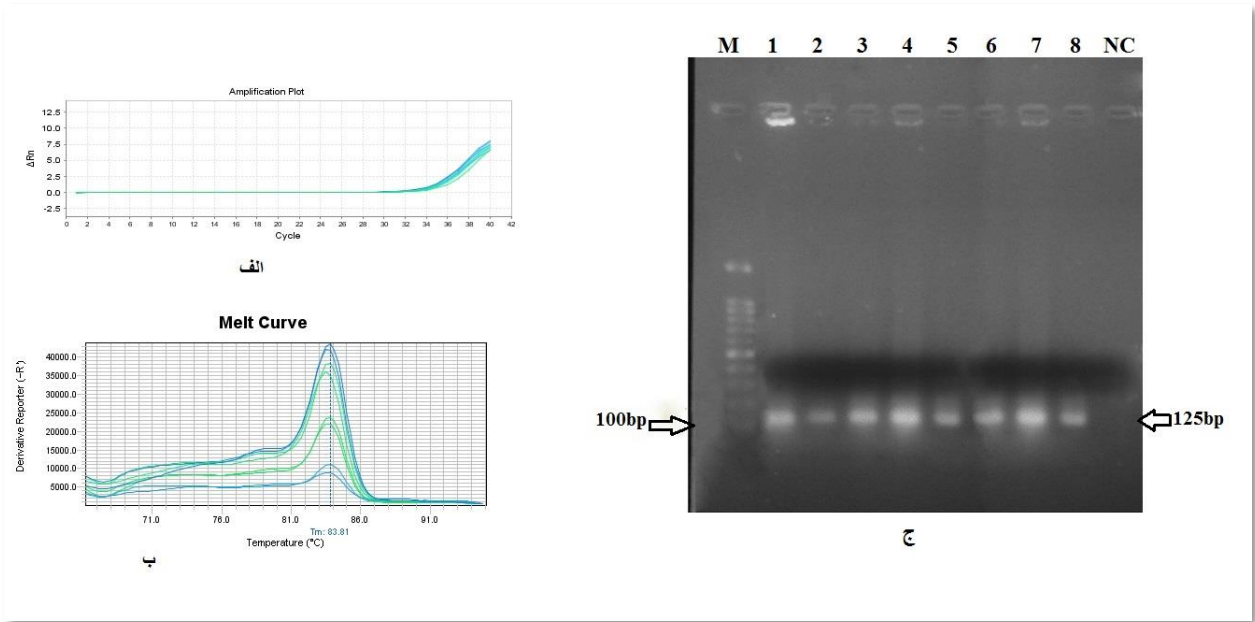 Amplification Plot
12.5
10.0
7.5
5.0
2.5
0.0
-2.5
ΔRn
0 2 4 6 8 10 12 14 16 18 20 22 24 26 28 30 32 34 36 38 40 42
Cycle
الف
Melt Curve
40000.0
35000.0
30000.0
25000.0
20000.0
15000.0
10000.0
5000.0
Derivative Reporter (-R')
71.0 76.0 81.0 86.0 91.0
Tm: 83.81
Temperature (°C)
ب
M 1 2 3 4 5 6 7 8 NC
100bp
125bp
ج